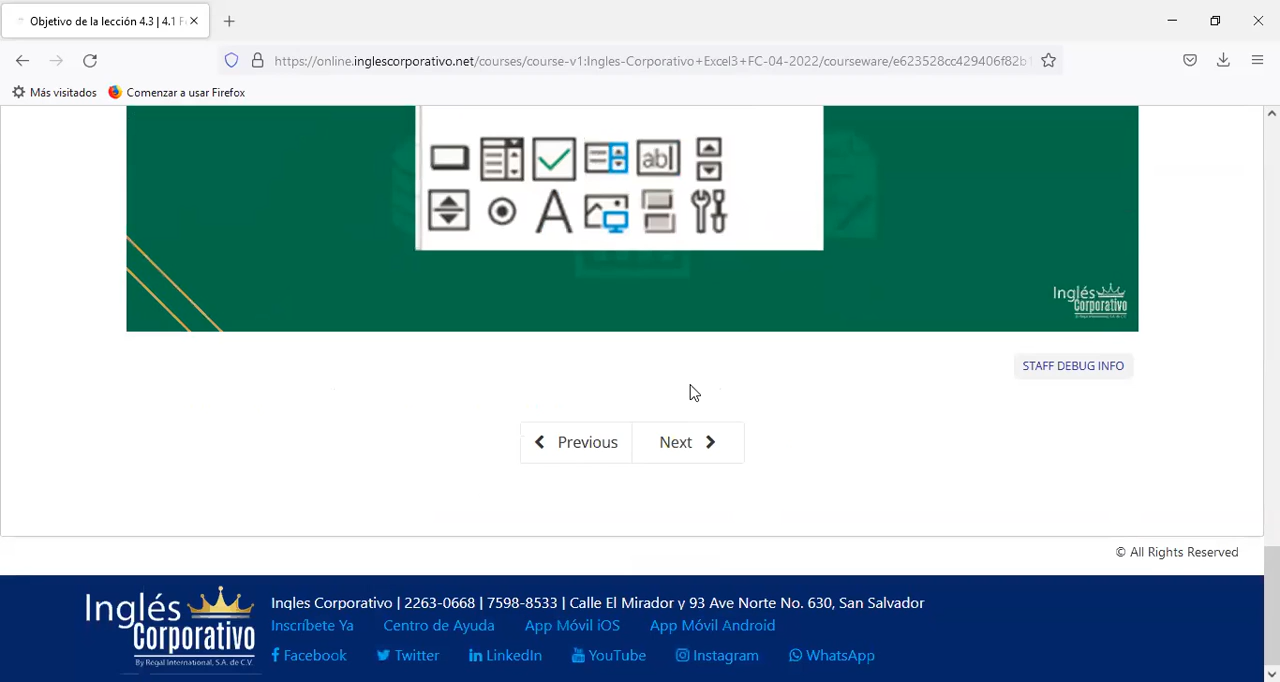 Objetivo de la lección 4.3 | 4.1 F
https://online.inglescorporativo.net/courses/course-v1:Ingles-Corporativo+Excel3+FC-04-2022/courseware/e623528cc429406f82b1
Más visitados
Comenzar a usar Firefox
ab
A
Inglés
Corporativo
STAFF DEBUG INFO
Previous
Next
© All Rights Reserved
Inglés
Corporativo
By Regal International, S.A. de C.V.
Ingles Corporativo | 2263-0668 | 7598-8533 | Calle El Mirador y 93 Ave Norte No. 630, San Salvador
Inscríbete Ya
Centro de Ayuda
App Móvil iOS
App Móvil Android
Facebook
Twitter
LinkedIn
YouTube
Instagram
WhatsApp